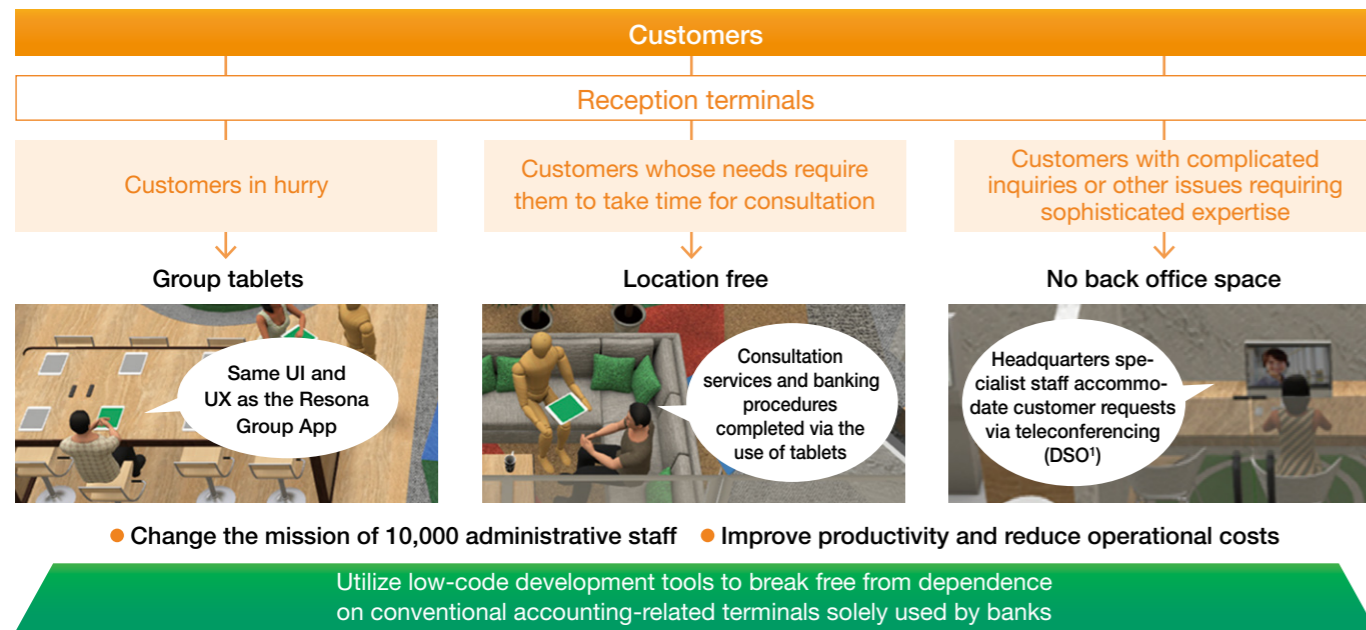 Customers
Reception terminals
Customers in hurry
Customers whose needs require
them to take time for consultation
Customers with complicated
inquiries or other issues requiring
sophisticated expertise
Group tablets
Location free
No back office space
Same UI and
UX as the Resona
Group App
Consultation
services and banking
procedures
completed via the
use of tablets
Headquarters spe-
cialist staff accommo-
date customer requests
via teleconferencing
(DSO¹)
● Change the mission of 10,000 administrative staff ● Improve productivity and reduce operational costs
Utilize low-code development tools to break free from dependence
on conventional accounting-related terminals solely used by banks